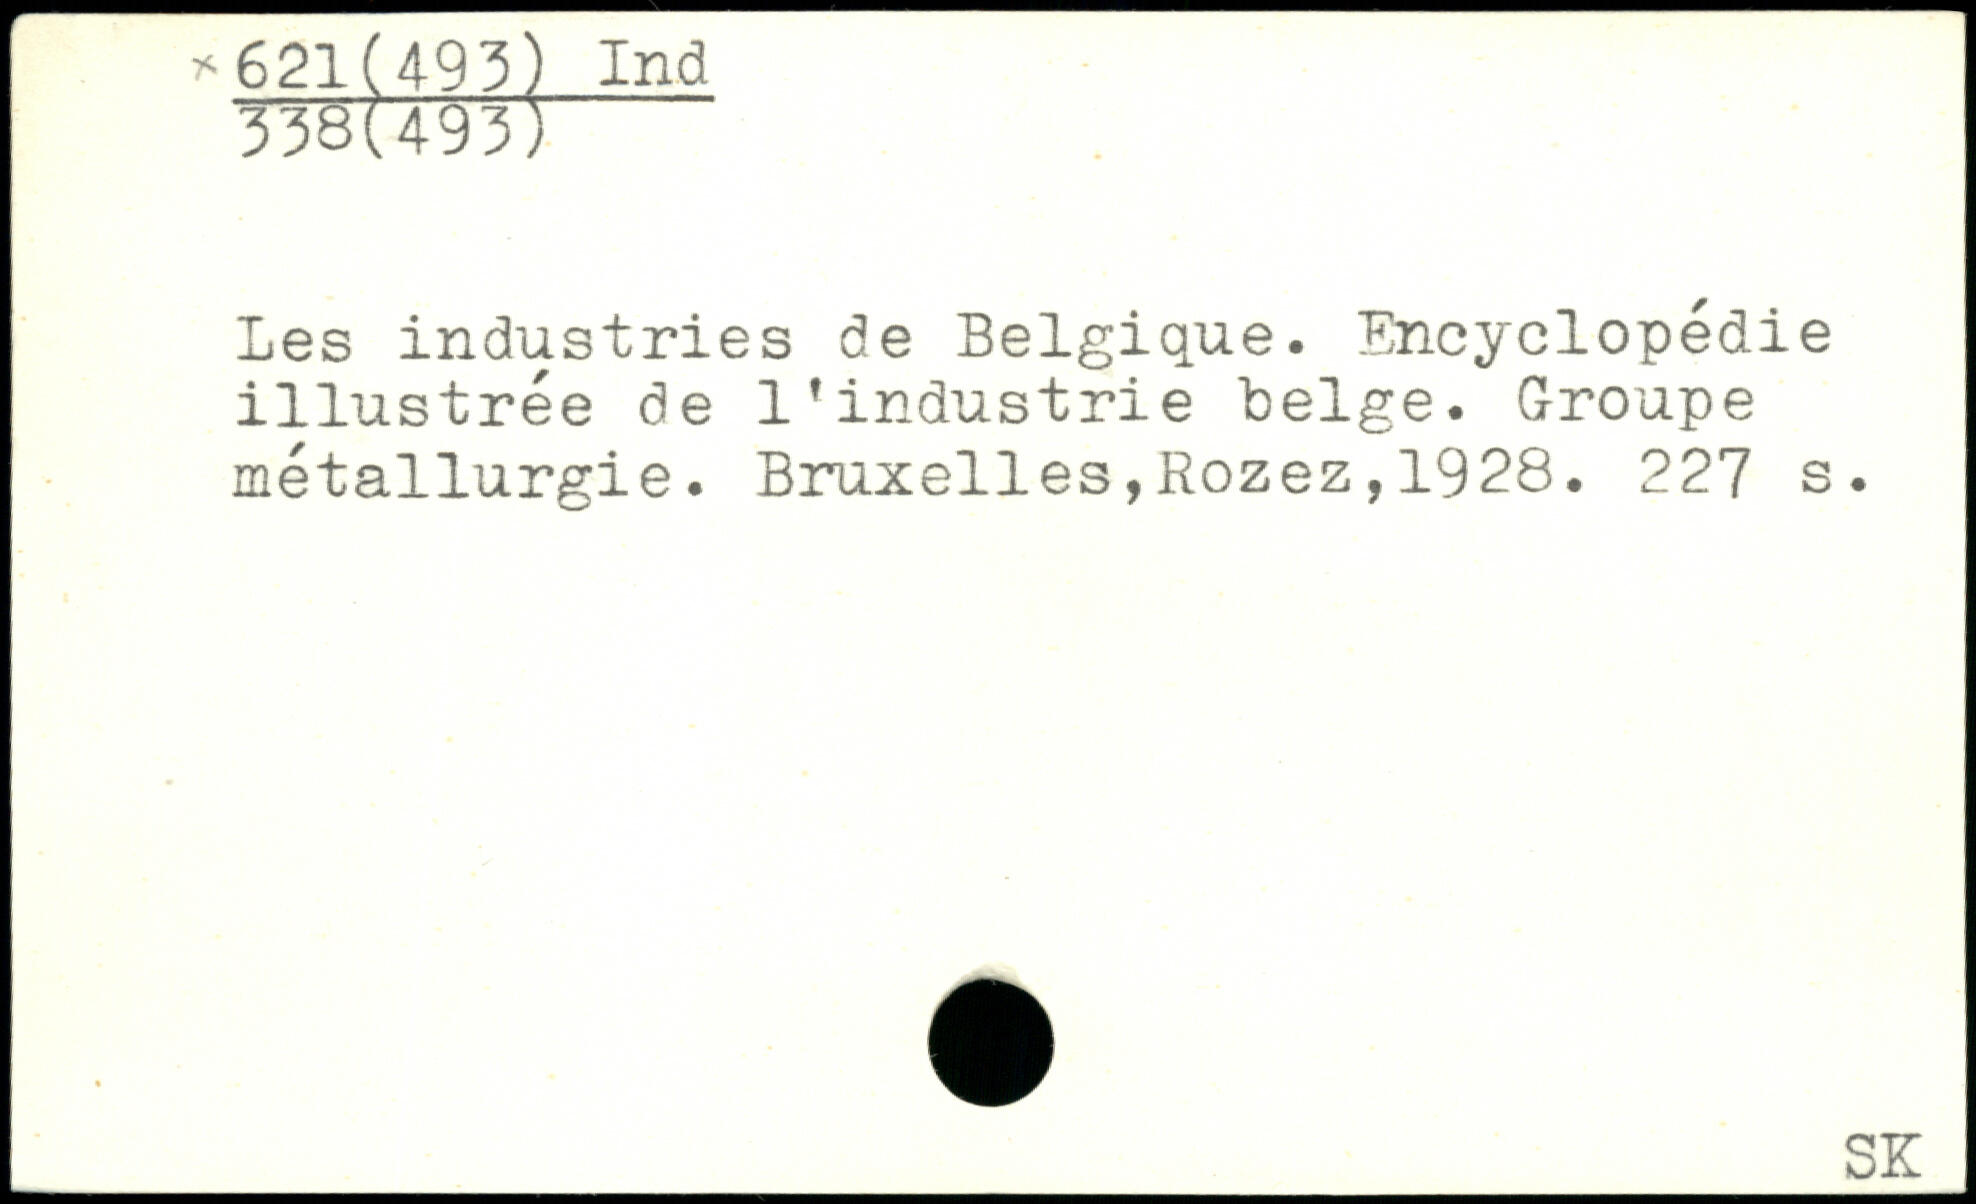 × 621(493) Ind
338(493)
Les industries de Belgique. Encyclopédie
illustrée de l'industrie belge. Groupe
métallurgie. Bruxelles,Rozez,1928. 227 s.
SK